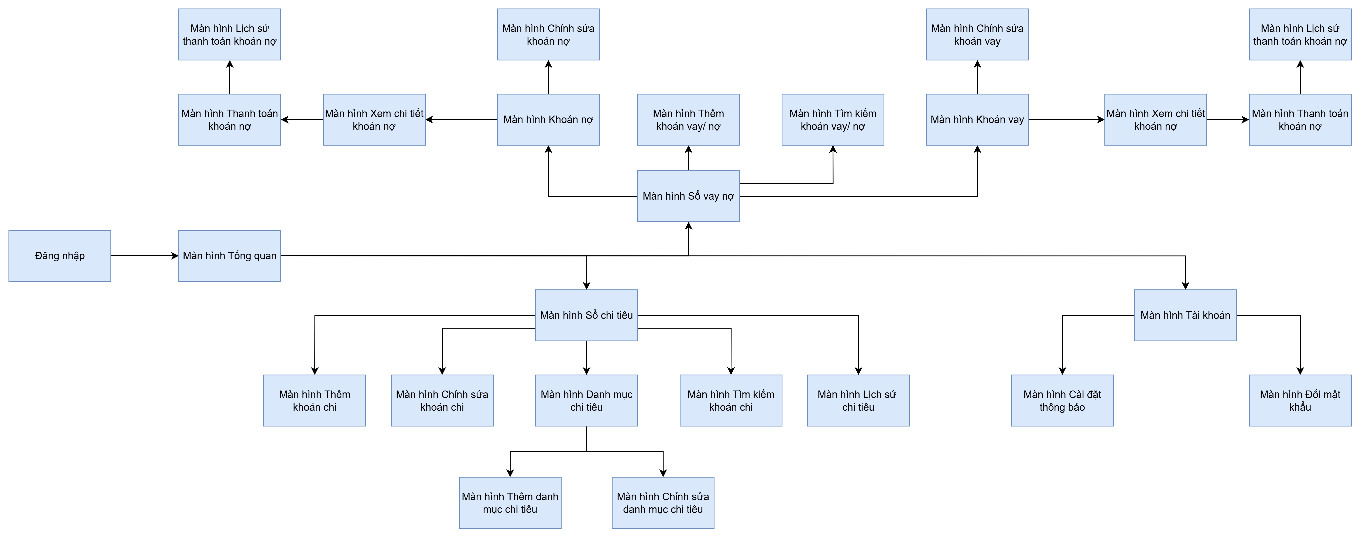 Màn hình Lịch sử
thanh toán khoản nợ
Màn hình Chỉnh sửa
khoản nợ
Màn hình Chỉnh sửa
khoản vay
Màn hình Lịch sử
thanh toán khoản nợ
Màn hình Thanh toán
khoản nợ
Màn hình Xem chi tiết
khoản nợ
Màn hình Khoản nợ
Màn hình Thêm
khoản vay/ nợ
Màn hình Tìm kiếm
khoản vay/ nợ
Màn hình Khoản vay
Màn hình Xem chi tiết
khoản nợ
Màn hình Thanh toán
khoản nợ
Màn hình Sổ vay nợ
Đăng nhập
Màn hình Tổng quan
Màn hình Sổ chi tiêu
Màn hình Tài khoản
Màn hình Thêm
khoản chi
Màn hình Chỉnh sửa
khoản chi
Màn hình Danh mục
chi tiêu
Màn hình Tìm kiếm
khoản chi
Màn hình Lịch sử
chi tiêu
Màn hình Cài đặt
thông báo
Màn hình Đổi mật
khẩu
Màn hình Thêm danh
mục chi tiêu
Màn hình Chỉnh sửa
danh mục chi tiêu